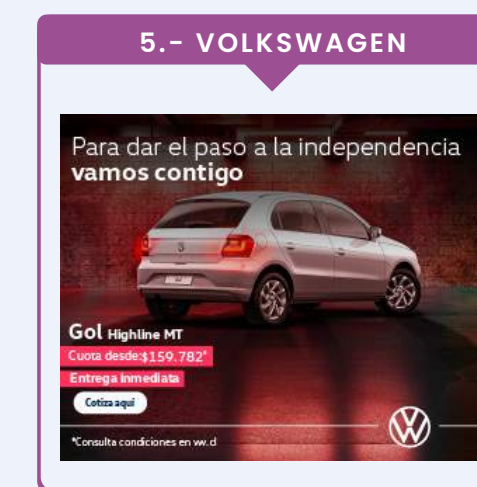 5.- VOLKSWAGEN
Para dar el paso a la independencia
vamos contigo
Gol Highline MT
Cuota desde:$159.782*
Entrega inmediata
Cotiza aquí
*Consulta condiciones en vw.cl